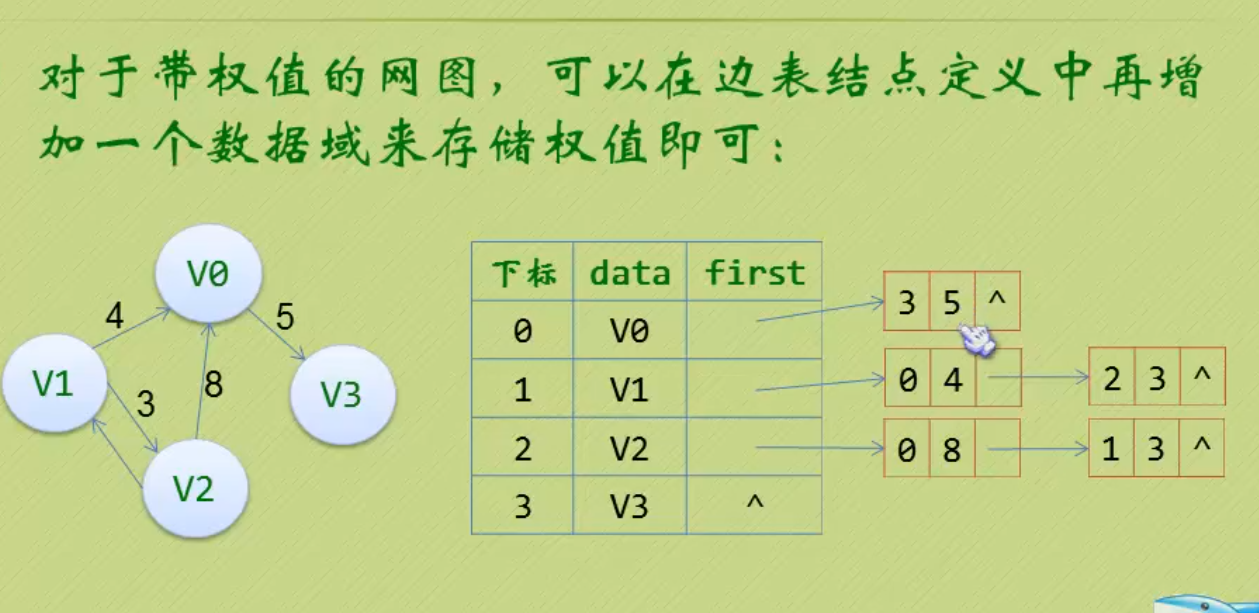 对于带权值的网图，可以在边表结点定义中再增
加一个数据域来存储权值即可：
V0
4
5
V1
3
8
V3
V2
下标 data first
0 V0
1 V1
2 V2
3 V3 ^
3 5 ^
0 4
2 3 ^
0 8
1 3 ^